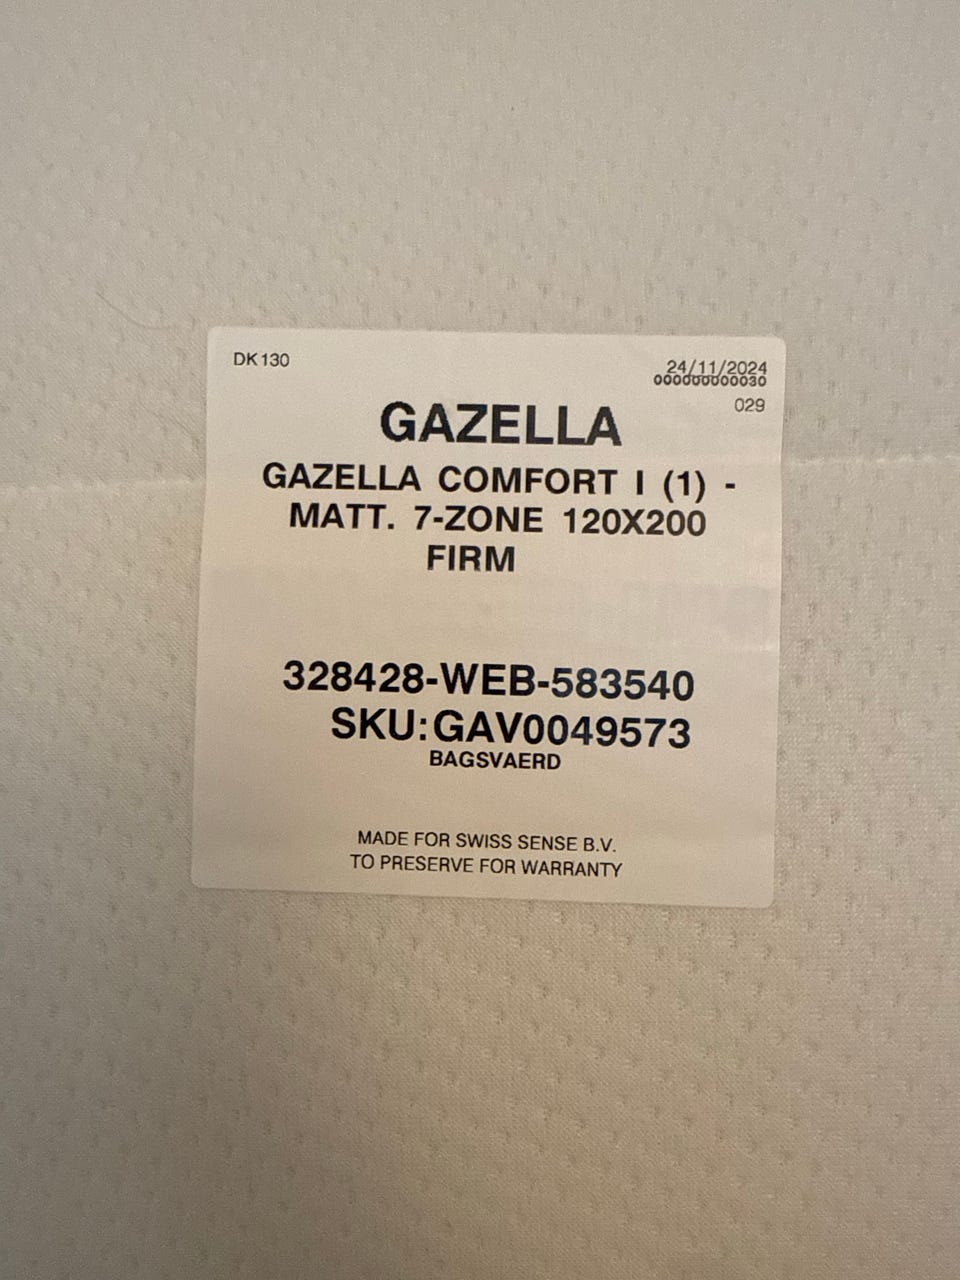 DK130
24/11/2024
000000000030
029
GAZELLA
GAZELLA COMFORT I (1) -
MATT. 7-ZONE 120X200
FIRM
328428-WEB-583540
SKU:GAV0049573
BAGSVAERD
MADE FOR SWISS SENSE B.V.
TO PRESERVE FOR WARRANTY